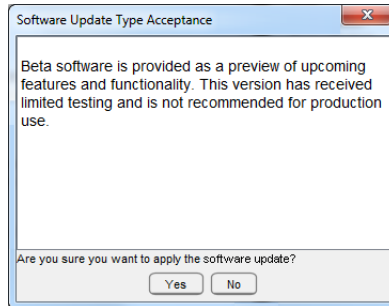 Software Update Type Acceptance
Beta software is provided as a preview of upcoming
features and functionality. This version has received
limited testing and is not recommended for production
use.
Are you sure you want to apply the software update?
Yes No